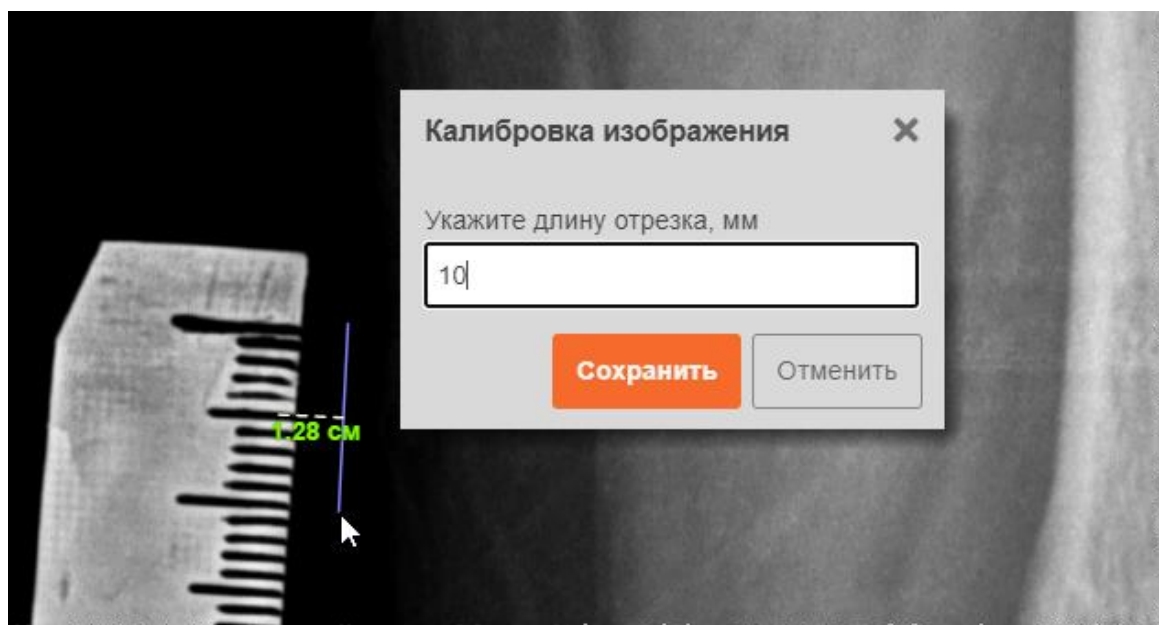 Калибровка изображения
Укажите длину отрезка, мм
10
Сохранить
Отменить
1.28 см